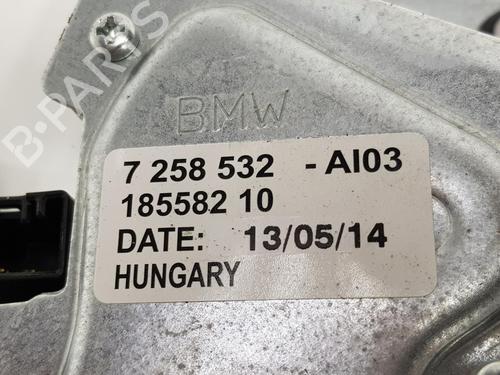 B-PARTS
BMW
7 258 532 - AI03
185582 10
DATE: 13/05/14
HUNGARY